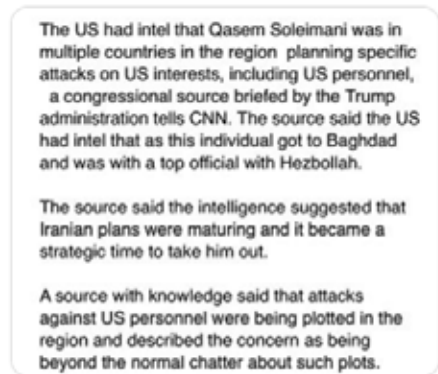 The US had intel that Qasem Soleimani was in
multiple countries in the region planning specific
attacks on US interests, including US personnel,
a congressional source briefed by the Trump
administration tells CNN. The source said the US
had intel that as this individual got to Baghdad
and was with a top official with Hezbollah.
The source said the intelligence suggested that
Iranian plans were maturing and it became a
strategic time to take him out.
A source with knowledge said that attacks
against US personnel were being plotted in the
region and described the concern as being
beyond the normal chatter about such plots.